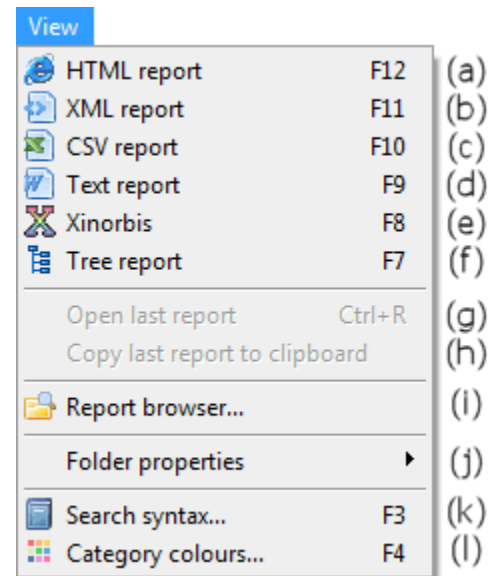 View
HTML report F12 (a)
XML report F11 (b)
CSV report F10 (c)
Text report F9 (d)
Xinorbis F8 (e)
Tree report F7 (f)
Open last report Ctrl+R (g)
Copy last report to clipboard (h)
Report browser... (i)
Folder properties (j)
Search syntax... F3 (k)
Category colours... F4 (l)